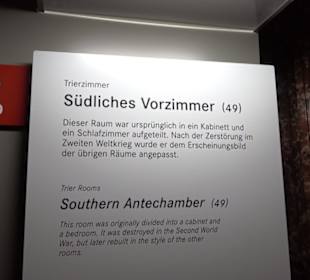 Trierzimmer
Südliches Vorzimmer (49)
Dieser Raum war ursprünglich in ein Kabinett und
ein Schlafzimmer aufgeteilt. Nach der Zerstörung im
Zweiten Weltkrieg wurde er dem Erscheinungsbild
der übrigen Räume angepasst.
Trier Rooms
Southern Antechamber (49)
This room was originally divided into a cabinet and
a bedroom. It was destroyed in the Second World
War, but later rebuilt in the style of the other
rooms.